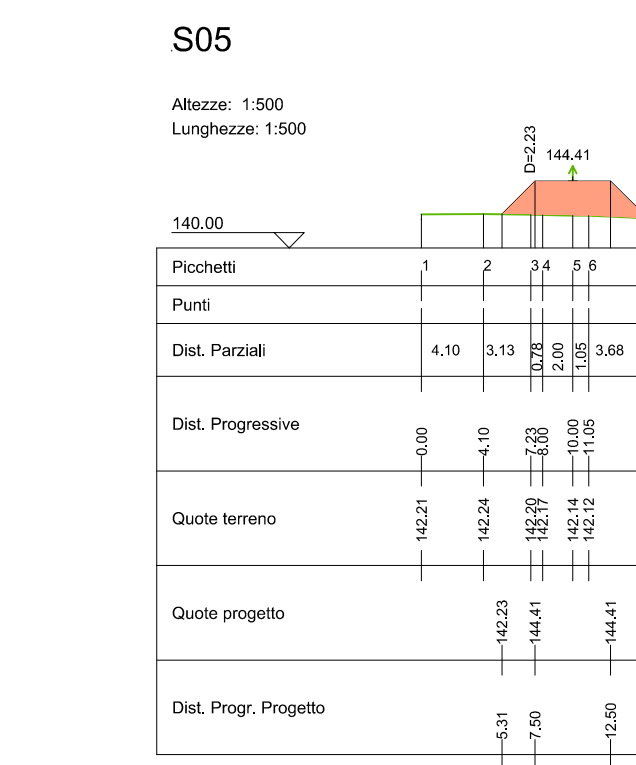 S05
Altezze: 1:500
Lunghezze: 1:500
D=2.23
144.41
140.00
Picchetti 1 2 3 4 5 6
Punti
Dist. Parziali 4.10 3.13 0.78 2.00 1.05 3.68
Dist. Progressive 0.00 4.10 7.23 8.00 10.00 11.05
Quote terreno 142.21 142.24 142.20 142.17 142.14 142.12
Quote progetto 142.23 144.41 144.41
Dist. Progr. Progetto 5.31 7.50 12.50